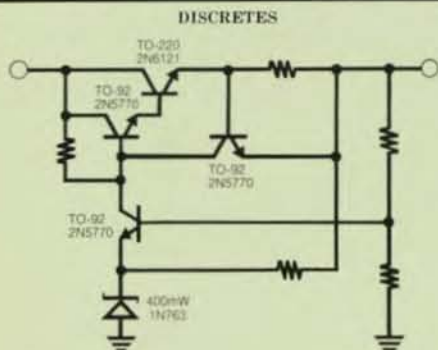 DISCRETES
TO-220
2N6121
TO-92
2N5770
TO-92
2N5770
TO-92
2N5770
400mW
1N763